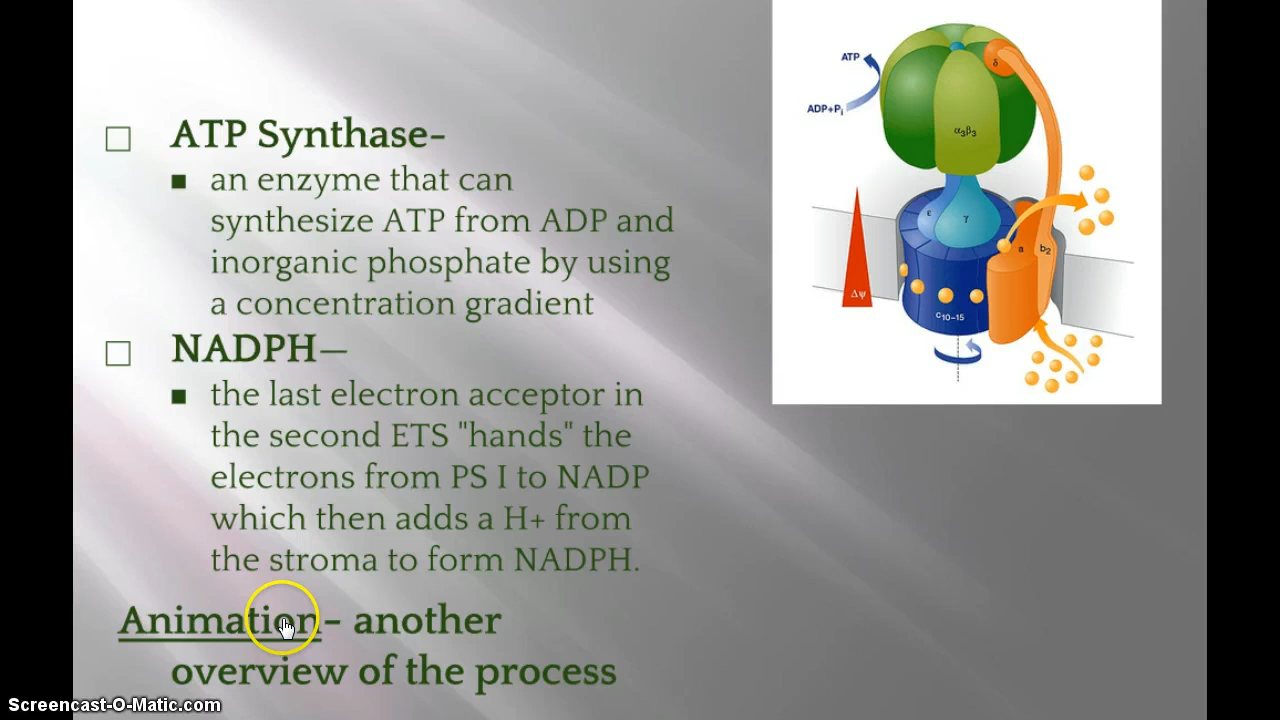 ATP Synthase-
an enzyme that can
synthesize ATP from ADP and
inorganic phosphate by using
a concentration gradient
NADPH—
the last electron acceptor in
the second ETS "hands" the
electrons from PS I to NADP
which then adds a H+ from
the stroma to form NADPH.
Animation- another
overview of the process
ATP
ADP+Pi
δ
α3β3
ε
γ
a
b2
Δψ
c10-15
Screencast-O-Matic.com